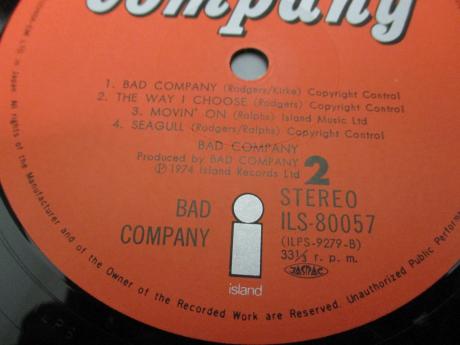 Company
1. BAD COMPANY (Rodgers/Kirke) Copyright Control
2. THE WAY I CHOOSE (Rodgers) Copyright Control
3. MOVIN' ON (Ralphs) Island Music Ltd
4. SEAGULL (Rodgers/Ralphs) Copyright Control
BAD COMPANY
Produced by BAD COMPANY
Ⓟ 1974 Island Records Ltd
2
BAD
COMPANY
i
island
STEREO
ILS-80057
(ILPS-9279-B)
33⅓ r. p. m.
JASRAC
LTD. in Japan. All rights of the Manufacturer and of the Owner of the Recorded Work are Reserved. Unauthorized Public Performance